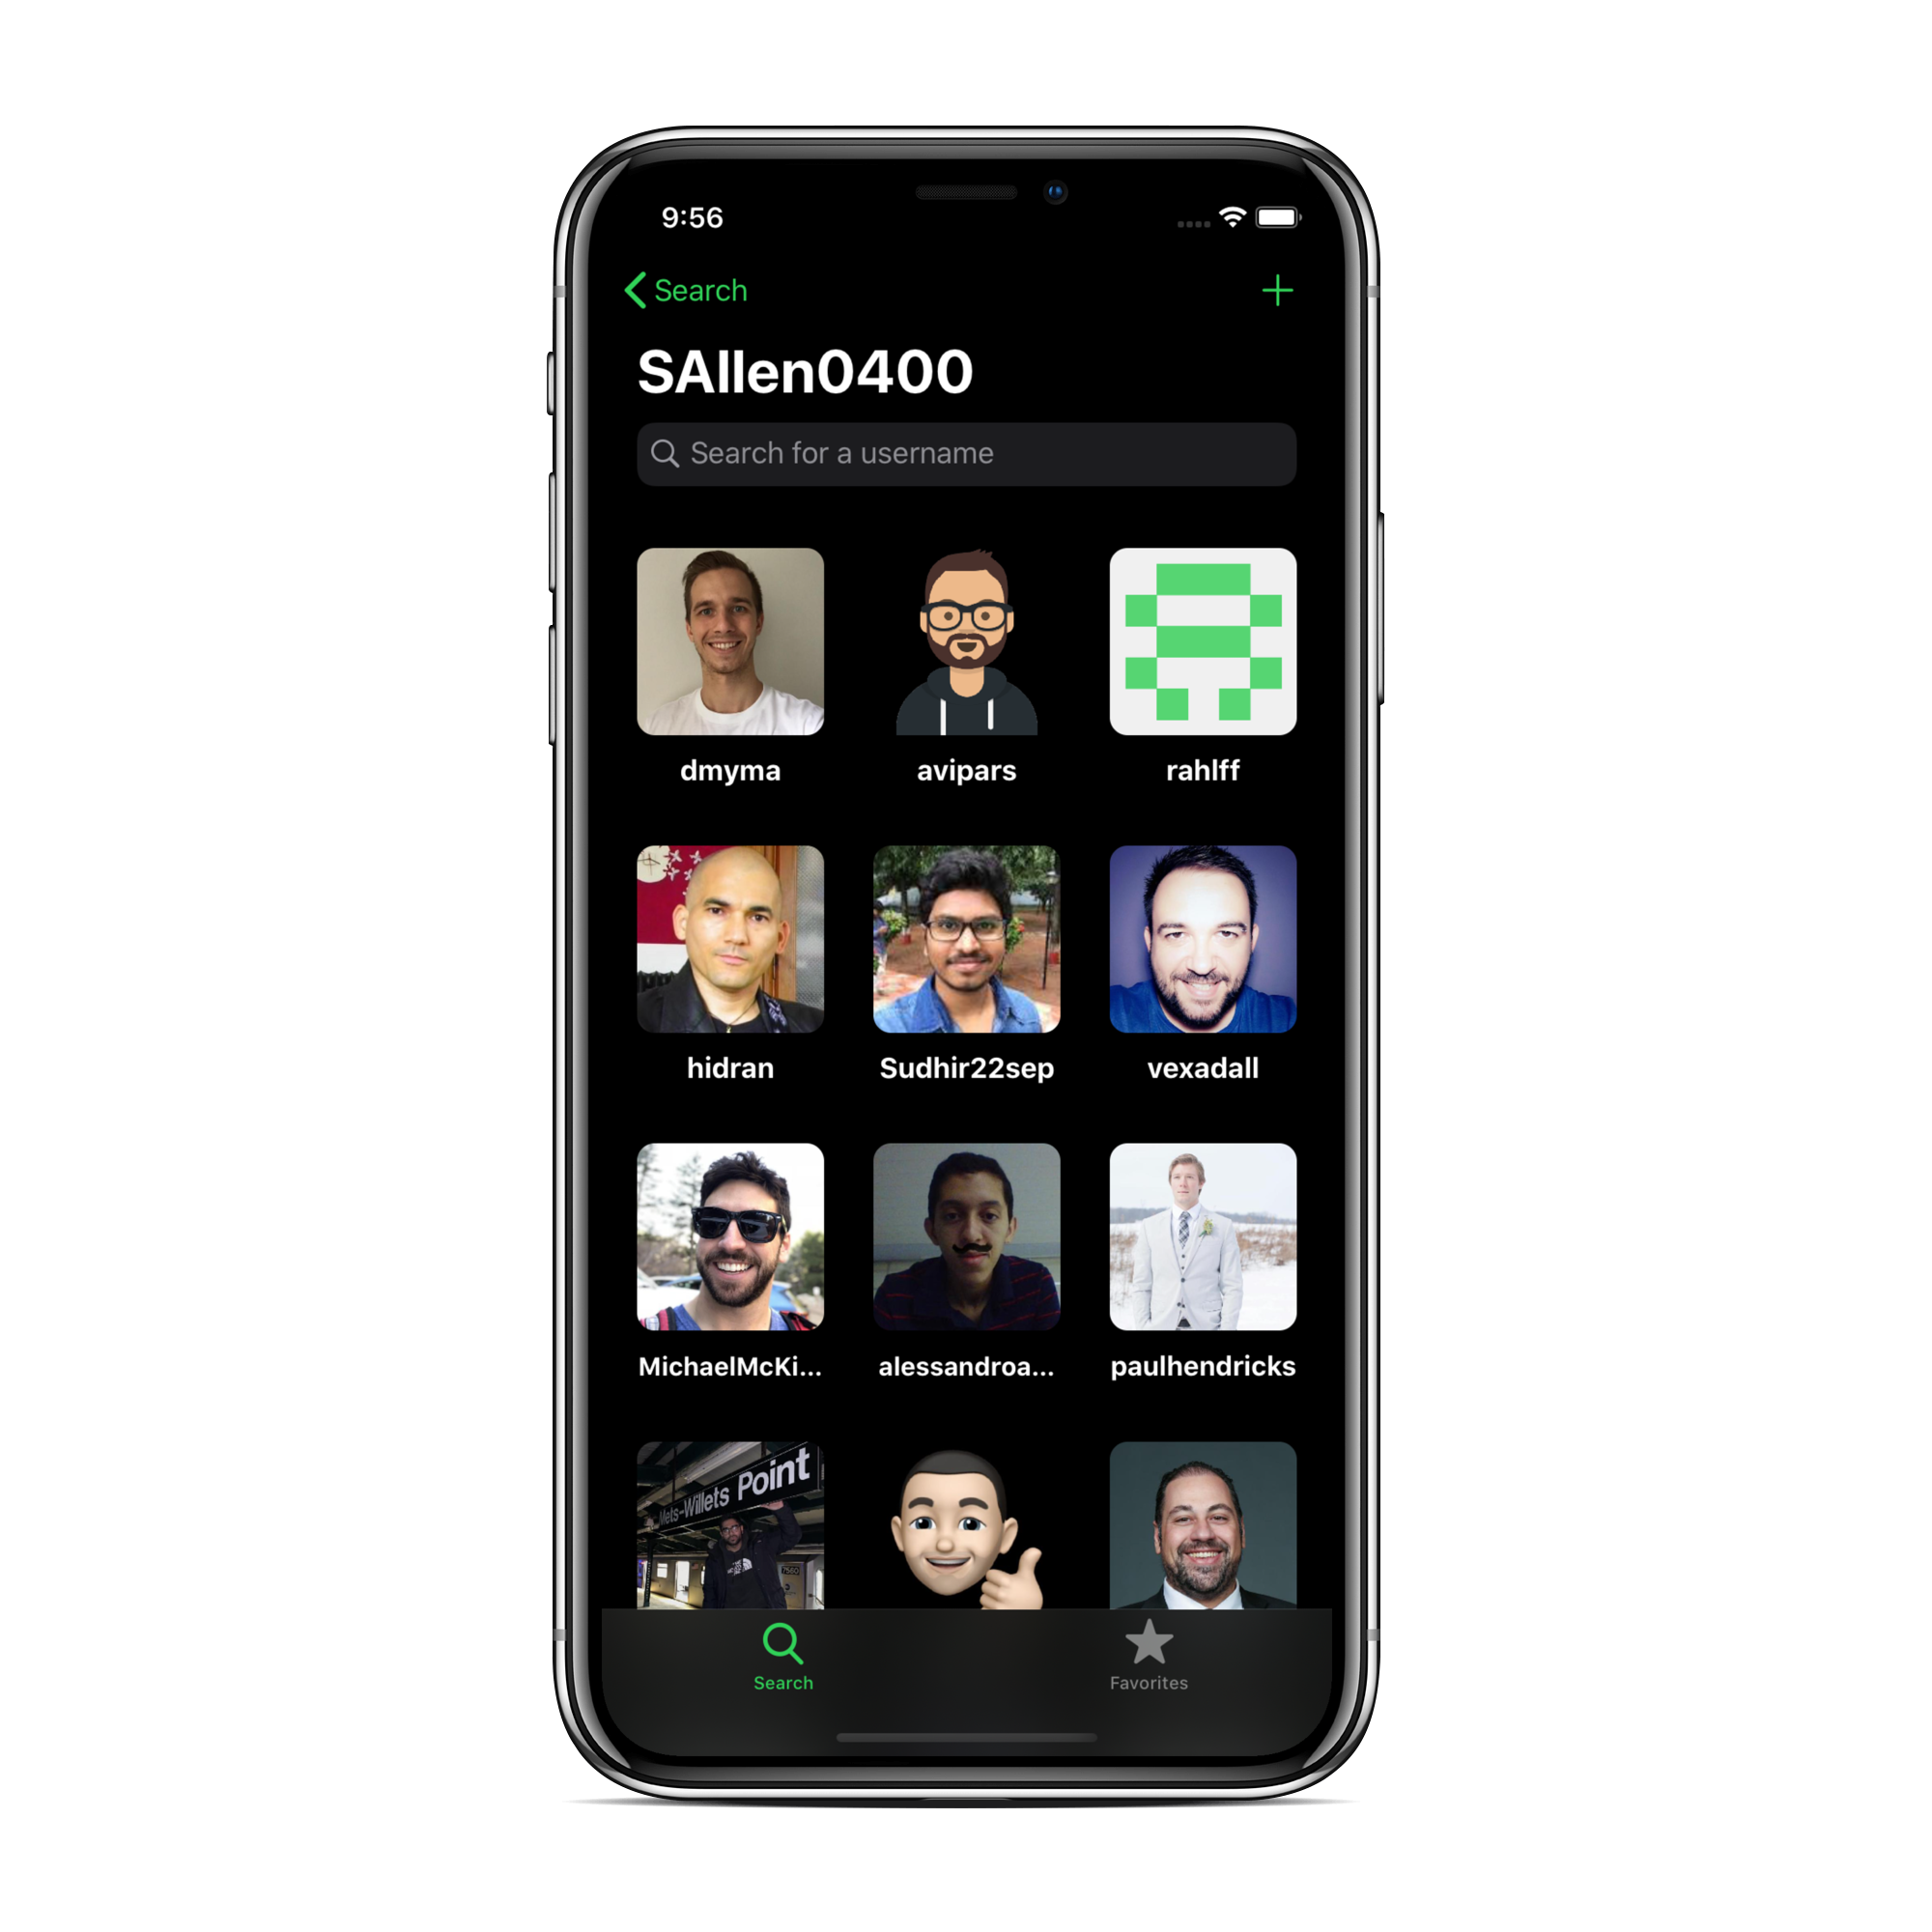 9:56
Search
SAllen0400
Search for a username
dmyma
avipars
rahlff
hidran
Sudhir22sep
vexadall
MichaelMcKi...
alessandroa...
paulhendricks
Mets-Willets Point
7560
Search
Favorites